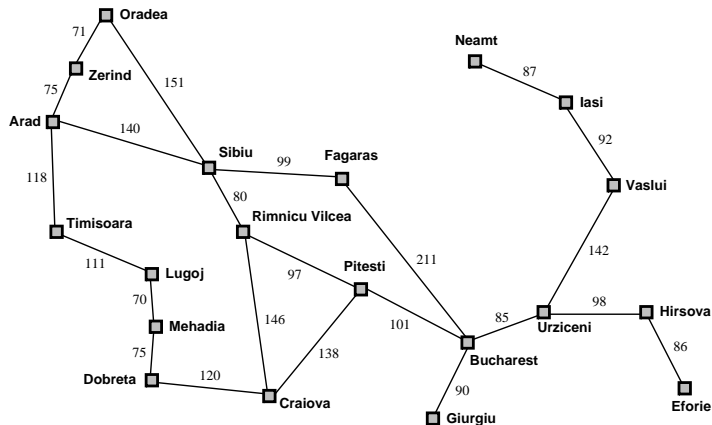 Oradea
71
Neamt
Zerind
87
75
151
Iasi
Arad
140
92
Sibiu
Fagaras
99
118
Vaslui
80
Timisoara
Rimnicu Vilcea
142
111
Pitesti
211
Lugoj
97
70
98
Hirsova
85
146
101
Urziceni
Mehadia
138
86
75
Bucharest
120
Dobreta
90
Craiova
Eforie
Giurgiu